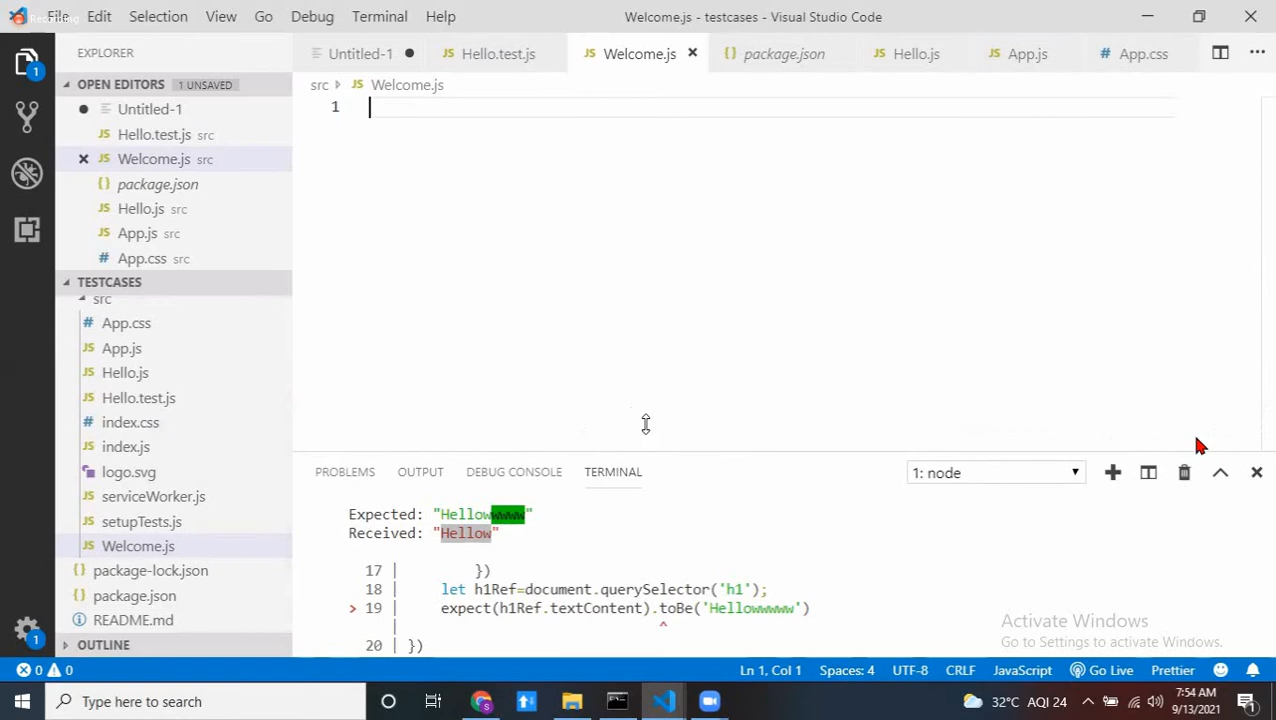 File Edit Selection View Go Debug Terminal Help Welcome.js - testcases - Visual Studio Code
Recording
EXPLORER
Untitled-1 Hello.test.js Welcome.js package.json Hello.js App.js App.css
OPEN EDITORS 1 UNSAVED
src Welcome.js
Untitled-1
1
Hello.test.js src
Welcome.js src
package.json
Hello.js src
App.js src
App.css src
TESTCASES
src
App.css
App.js
Hello.js
Hello.test.js
index.css
index.js
logo.svg
serviceWorker.js
setupTests.js
Welcome.js
package-lock.json
package.json
README.md
OUTLINE
PROBLEMS OUTPUT DEBUG CONSOLE TERMINAL 1: node
Expected: "Hellowwwww"
Received: "Hellow"
17 | })
18 | let h1Ref=document.querySelector('h1');
> 19 | expect(h1Ref.textContent).toBe('Hellowwwww')
| ^
20 | })
Activate Windows
Go to Settings to activate Windows.
1
1
0 0 Ln 1, Col 1 Spaces: 4 UTF-8 CRLF JavaScript Go Live Prettier
Type here to search 32°C AQI 24 7:54 AM
9/13/2021 1